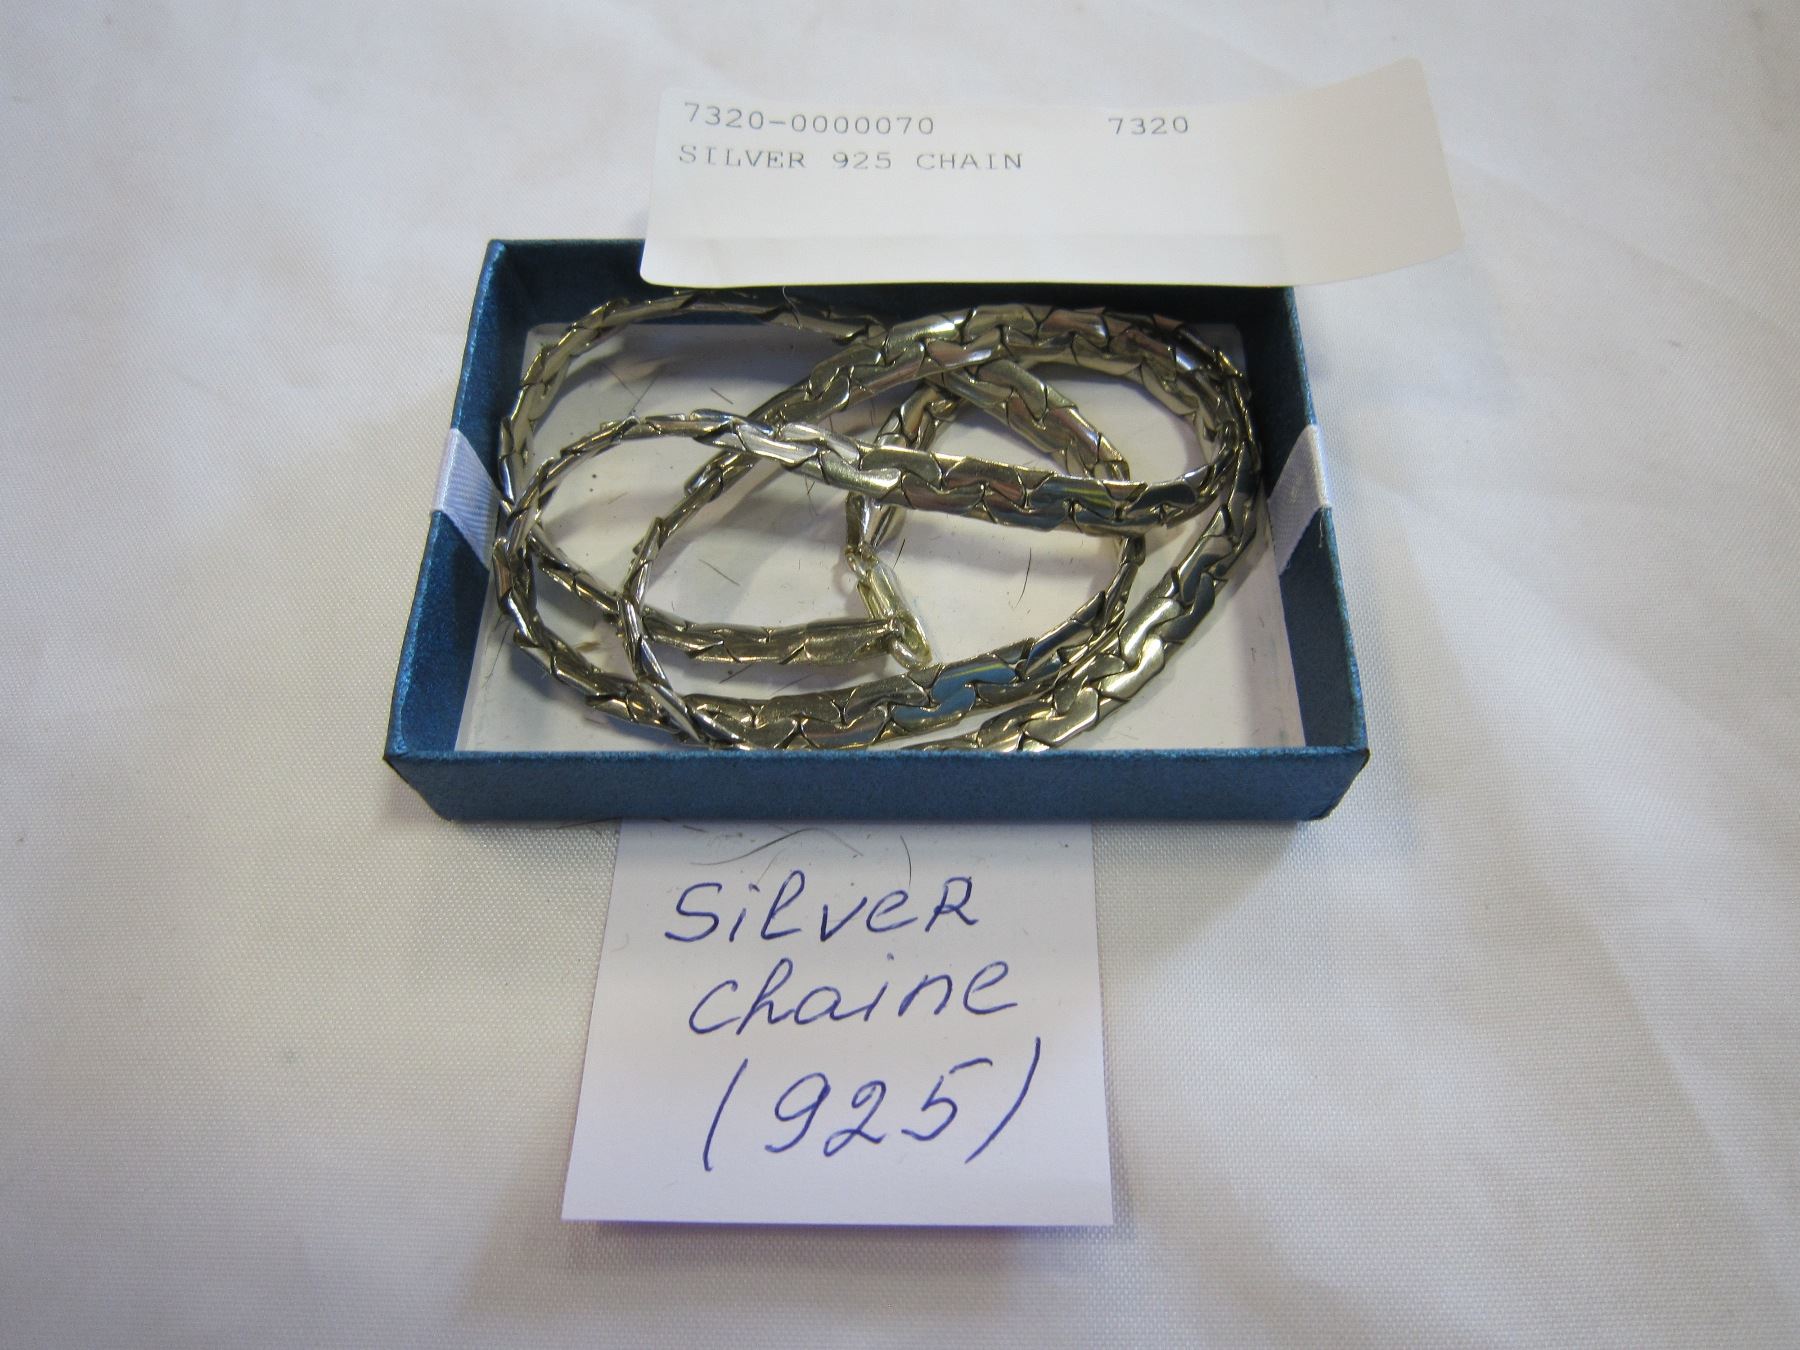 7320-0000070 7320
SILVER 925 CHAIN
Silver
chaine
(925)